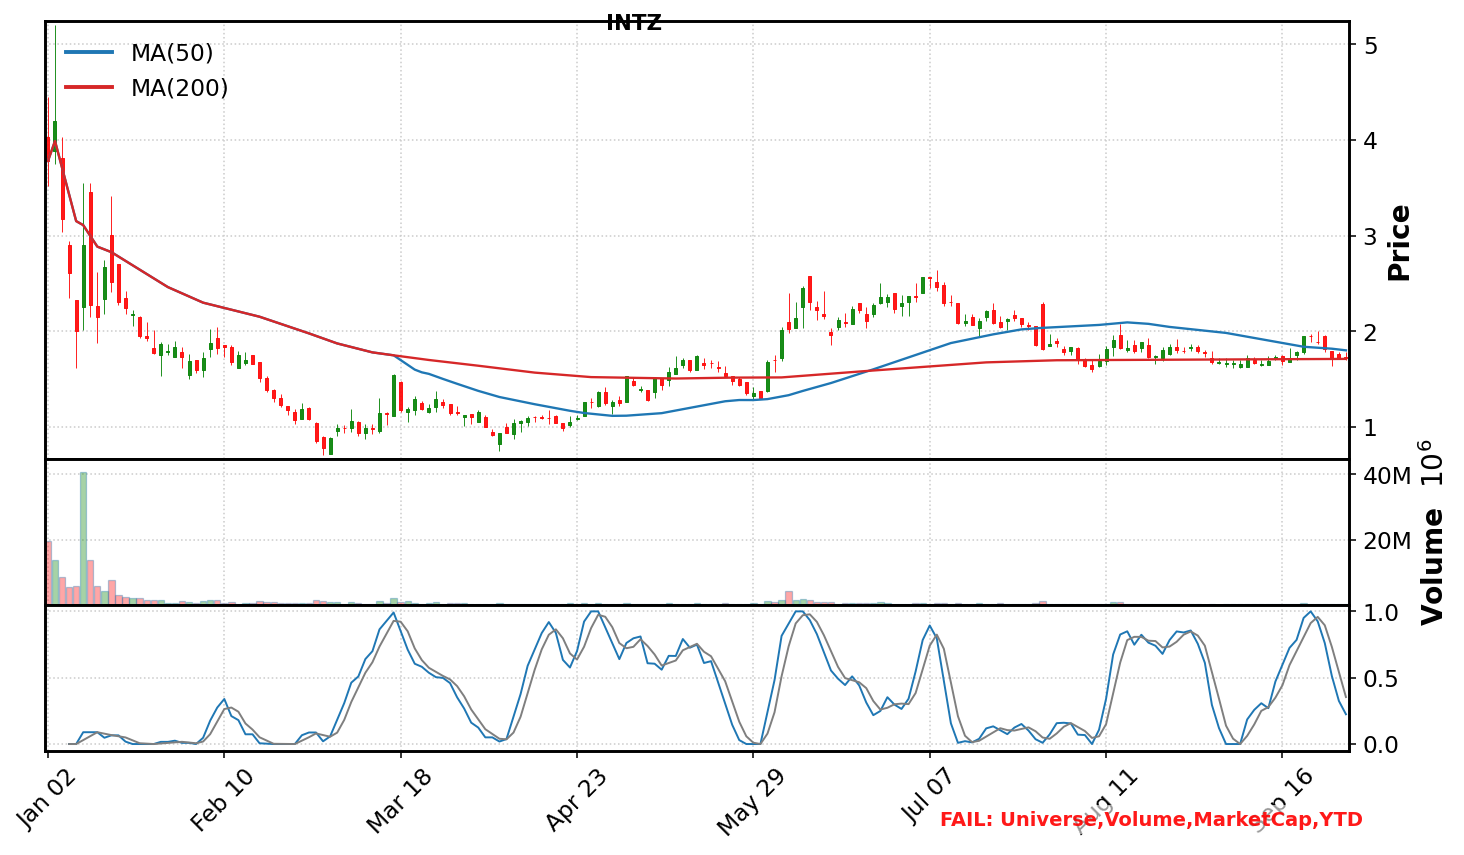 INTZ
MA(50)
MA(200)
5
4
3
2
1
Price
40M
20M
Volume 10^6
1.0
0.5
0.0
Jan 02
Feb 10
Mar 18
Apr 23
May 29
Jul 07
Aug 11
Sep 16
FAIL: Universe,Volume,MarketCap,YTD